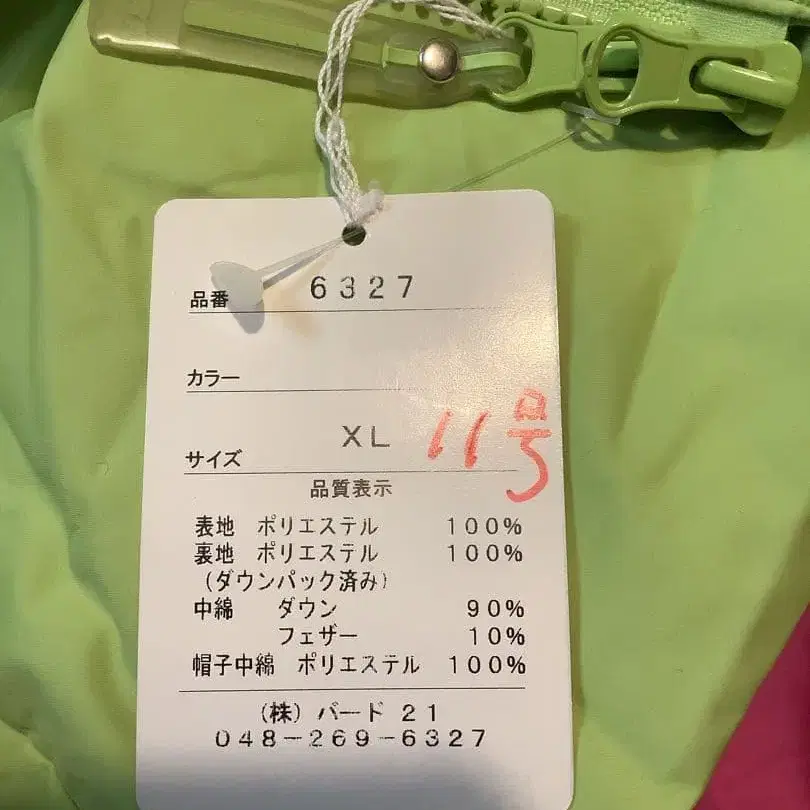 品番 6327
カラー
サイズ XL 11号
品質表示
表地 ポリエステル 100%
裏地 ポリエステル 100%
(ダウンパック済み)
中綿 ダウン 90%
フェザー 10%
帽子中綿 ポリエステル 100%
(株) バード 21
048-269-6327